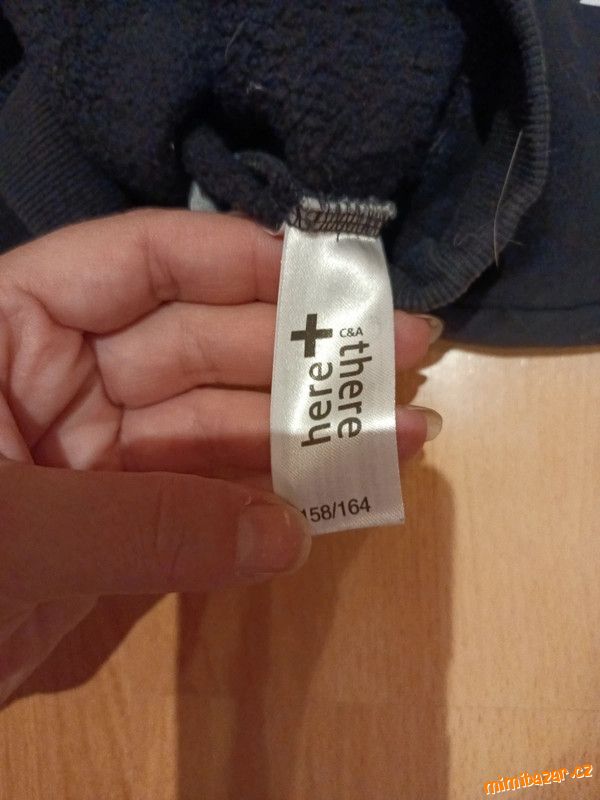 here + there
C&A
158/164
mimibazar.cz